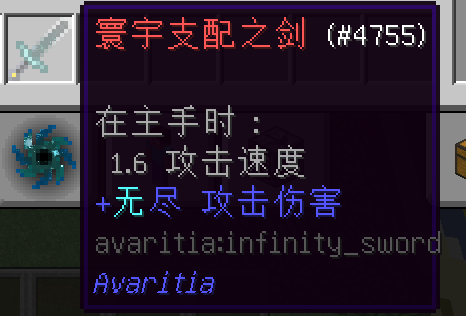 寰宇支配之剑 (#4755)
在主手时：
1.6 攻击速度
+无尽 攻击伤害
avaritia:infinity_sword
Avaritia